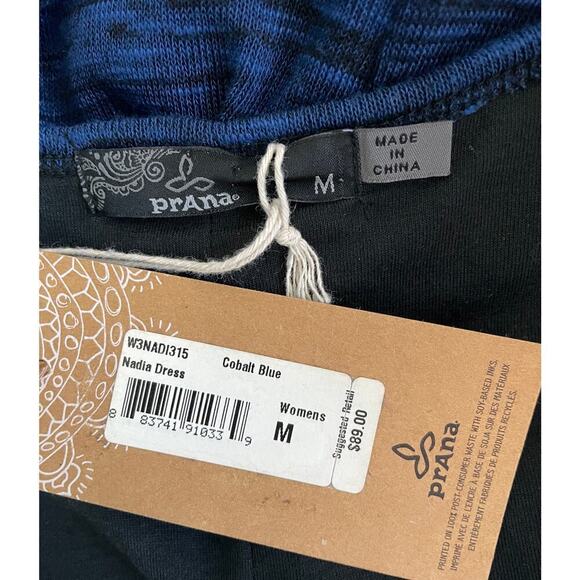 prAna®
M
MADE
IN
CHINA
W3NADI315
Cobalt Blue
Nadia Dress
8 83741 91033 9
Womens
M
Suggested Retail
$89.00
prAna
PRINTED ON 100% POST-CONSUMER WASTE WITH SOY-BASED INKS.
IMPRIMÉ AVEC DE L'ENCRE À BASE DE SOJA SUR DES MATÉRIAUX
ENTIÈREMENT FABRIQUÉS DE PRODUITS RECYCLÉS.